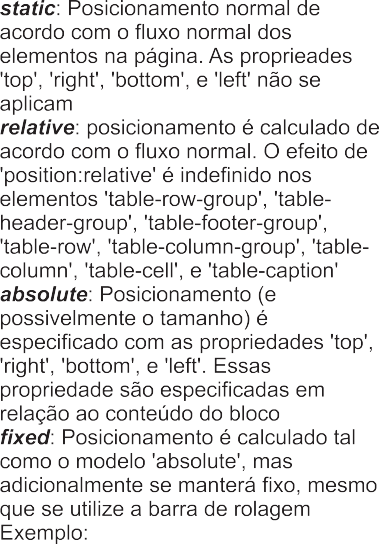 static: Posicionamento normal de
acordo com o fluxo normal dos
elementos na página. As proprieades
'top', 'right', 'bottom', e 'left' não se
aplicam
relative: posicionamento é calculado de
acordo com o fluxo normal. O efeito de
'position:relative' é indefinido nos
elementos 'table-row-group', 'table-
header-group', 'table-footer-group',
'table-row', 'table-column-group', 'table-
column', 'table-cell', e 'table-caption'
absolute: Posicionamento (e
possivelmente o tamanho) é
especificado com as propriedades 'top',
'right', 'bottom', e 'left'. Essas
propriedade são especificadas em
relação ao conteúdo do bloco
fixed: Posicionamento é calculado tal
como o modelo 'absolute', mas
adicionalmente se manterá fixo, mesmo
que se utilize a barra de rolagem
Exemplo: